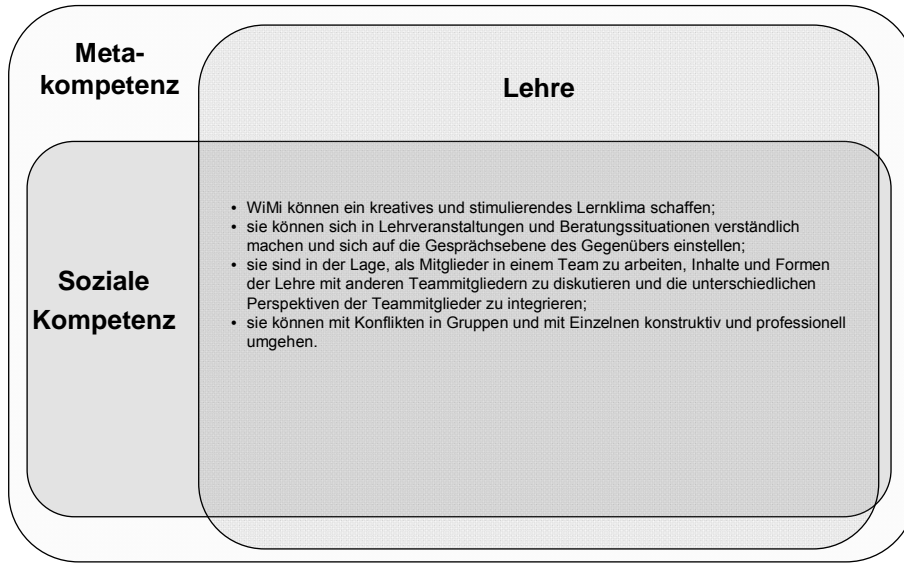 Meta-
kompetenz
Lehre
• WiMi können ein kreatives und stimulierendes Lernklima schaffen;
• sie können sich in Lehrveranstaltungen und Beratungssituationen verständlich
machen und sich auf die Gesprächsebene des Gegenübers einstellen;
• sie sind in der Lage, als Mitglieder in einem Team zu arbeiten, Inhalte und Formen
der Lehre mit anderen Teammitgliedern zu diskutieren und die unterschiedlichen
Perspektiven der Teammitglieder zu integrieren;
• sie können mit Konflikten in Gruppen und mit Einzelnen konstruktiv und professionell
umgehen.
Soziale
Kompetenz